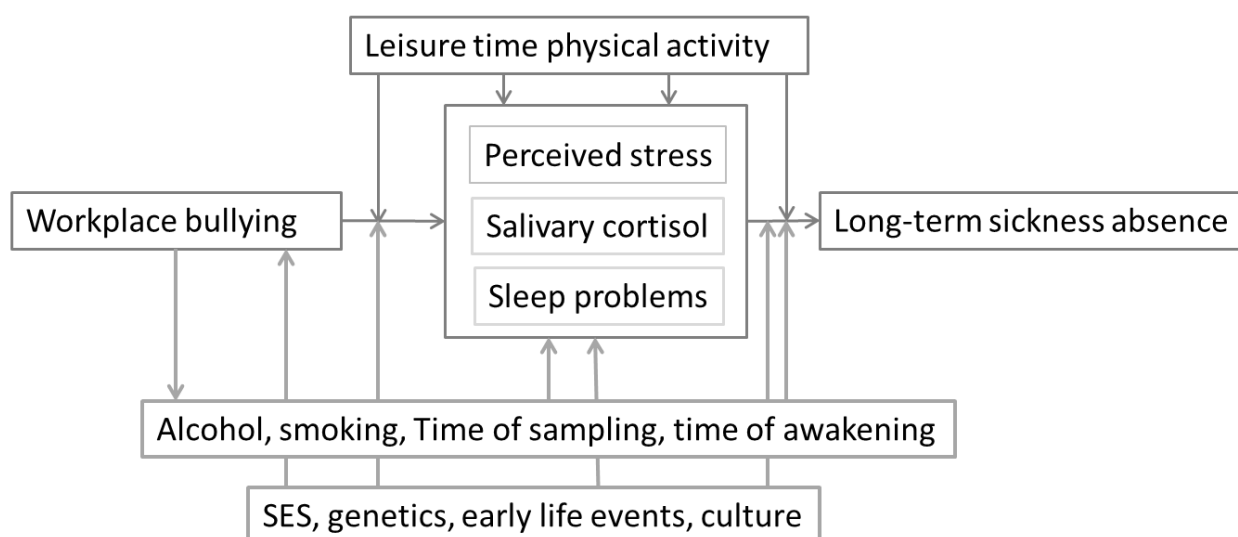 Leisure time physical activity
Perceived stress
Workplace bullying
Salivary cortisol
Long-term sickness absence
Sleep problems
Alcohol, smoking, Time of sampling, time of awakening
SES, genetics, early life events, culture